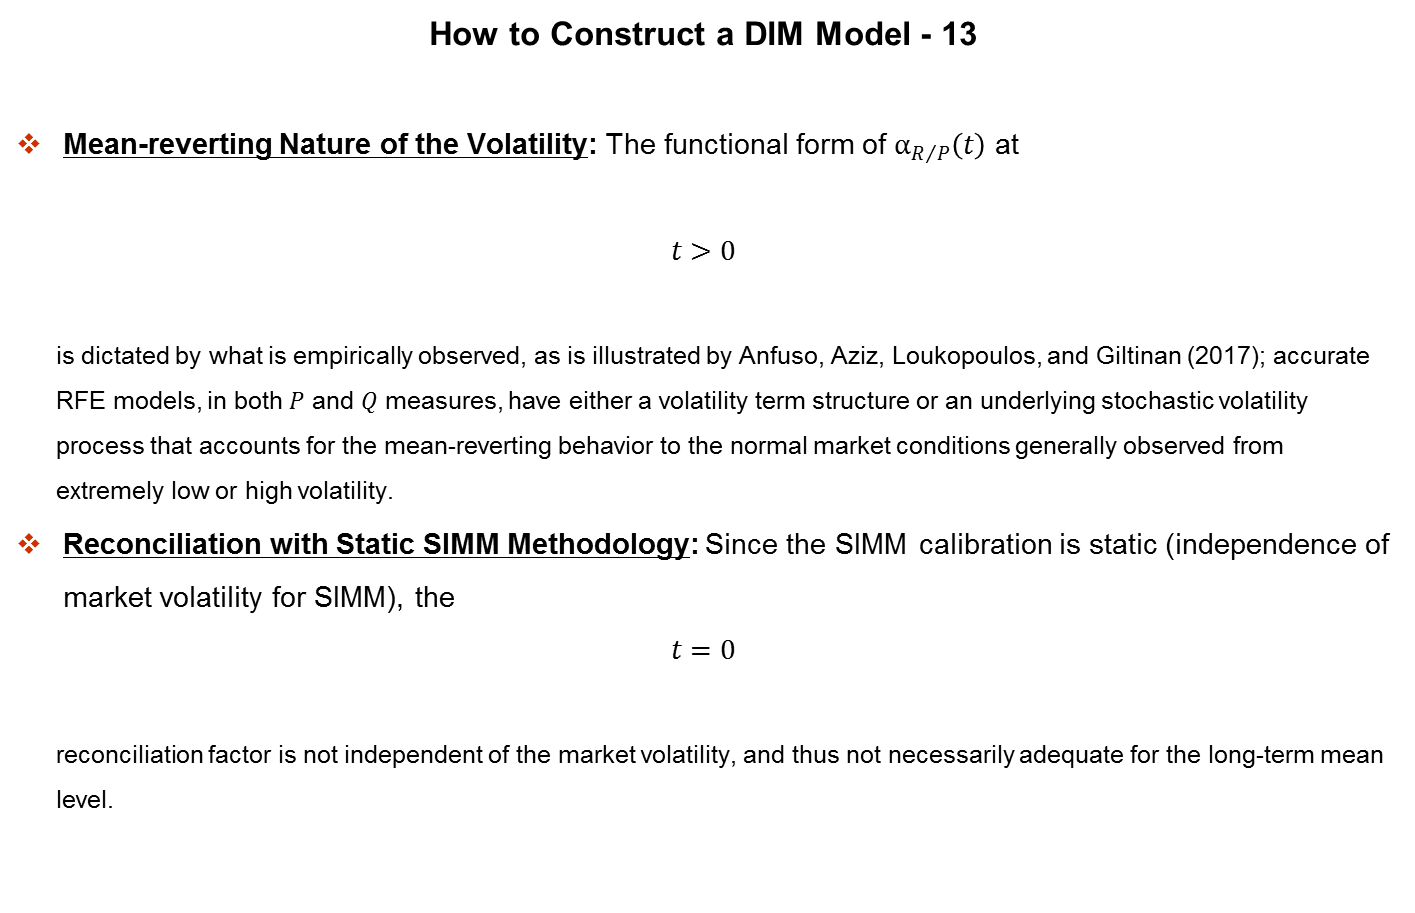 How to Construct a DIM Model - 13
❖ Mean-reverting Nature of the Volatility: The functional form of α_{R/P}(t) at
t > 0
is dictated by what is empirically observed, as is illustrated by Anfuso, Aziz, Loukopoulos, and Giltinan (2017); accurate
RFE models, in both P and Q measures, have either a volatility term structure or an underlying stochastic volatility
process that accounts for the mean-reverting behavior to the normal market conditions generally observed from
extremely low or high volatility.
❖ Reconciliation with Static SIMM Methodology: Since the SIMM calibration is static (independence of
market volatility for SIMM), the
t = 0
reconciliation factor is not independent of the market volatility, and thus not necessarily adequate for the long-term mean
level.